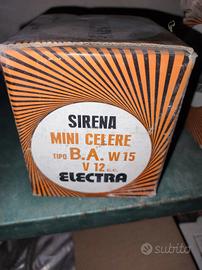 SIRENA
MINI CELERE
TIPO B.A. W 15
V 12 c.c.
ELECTRA
subito